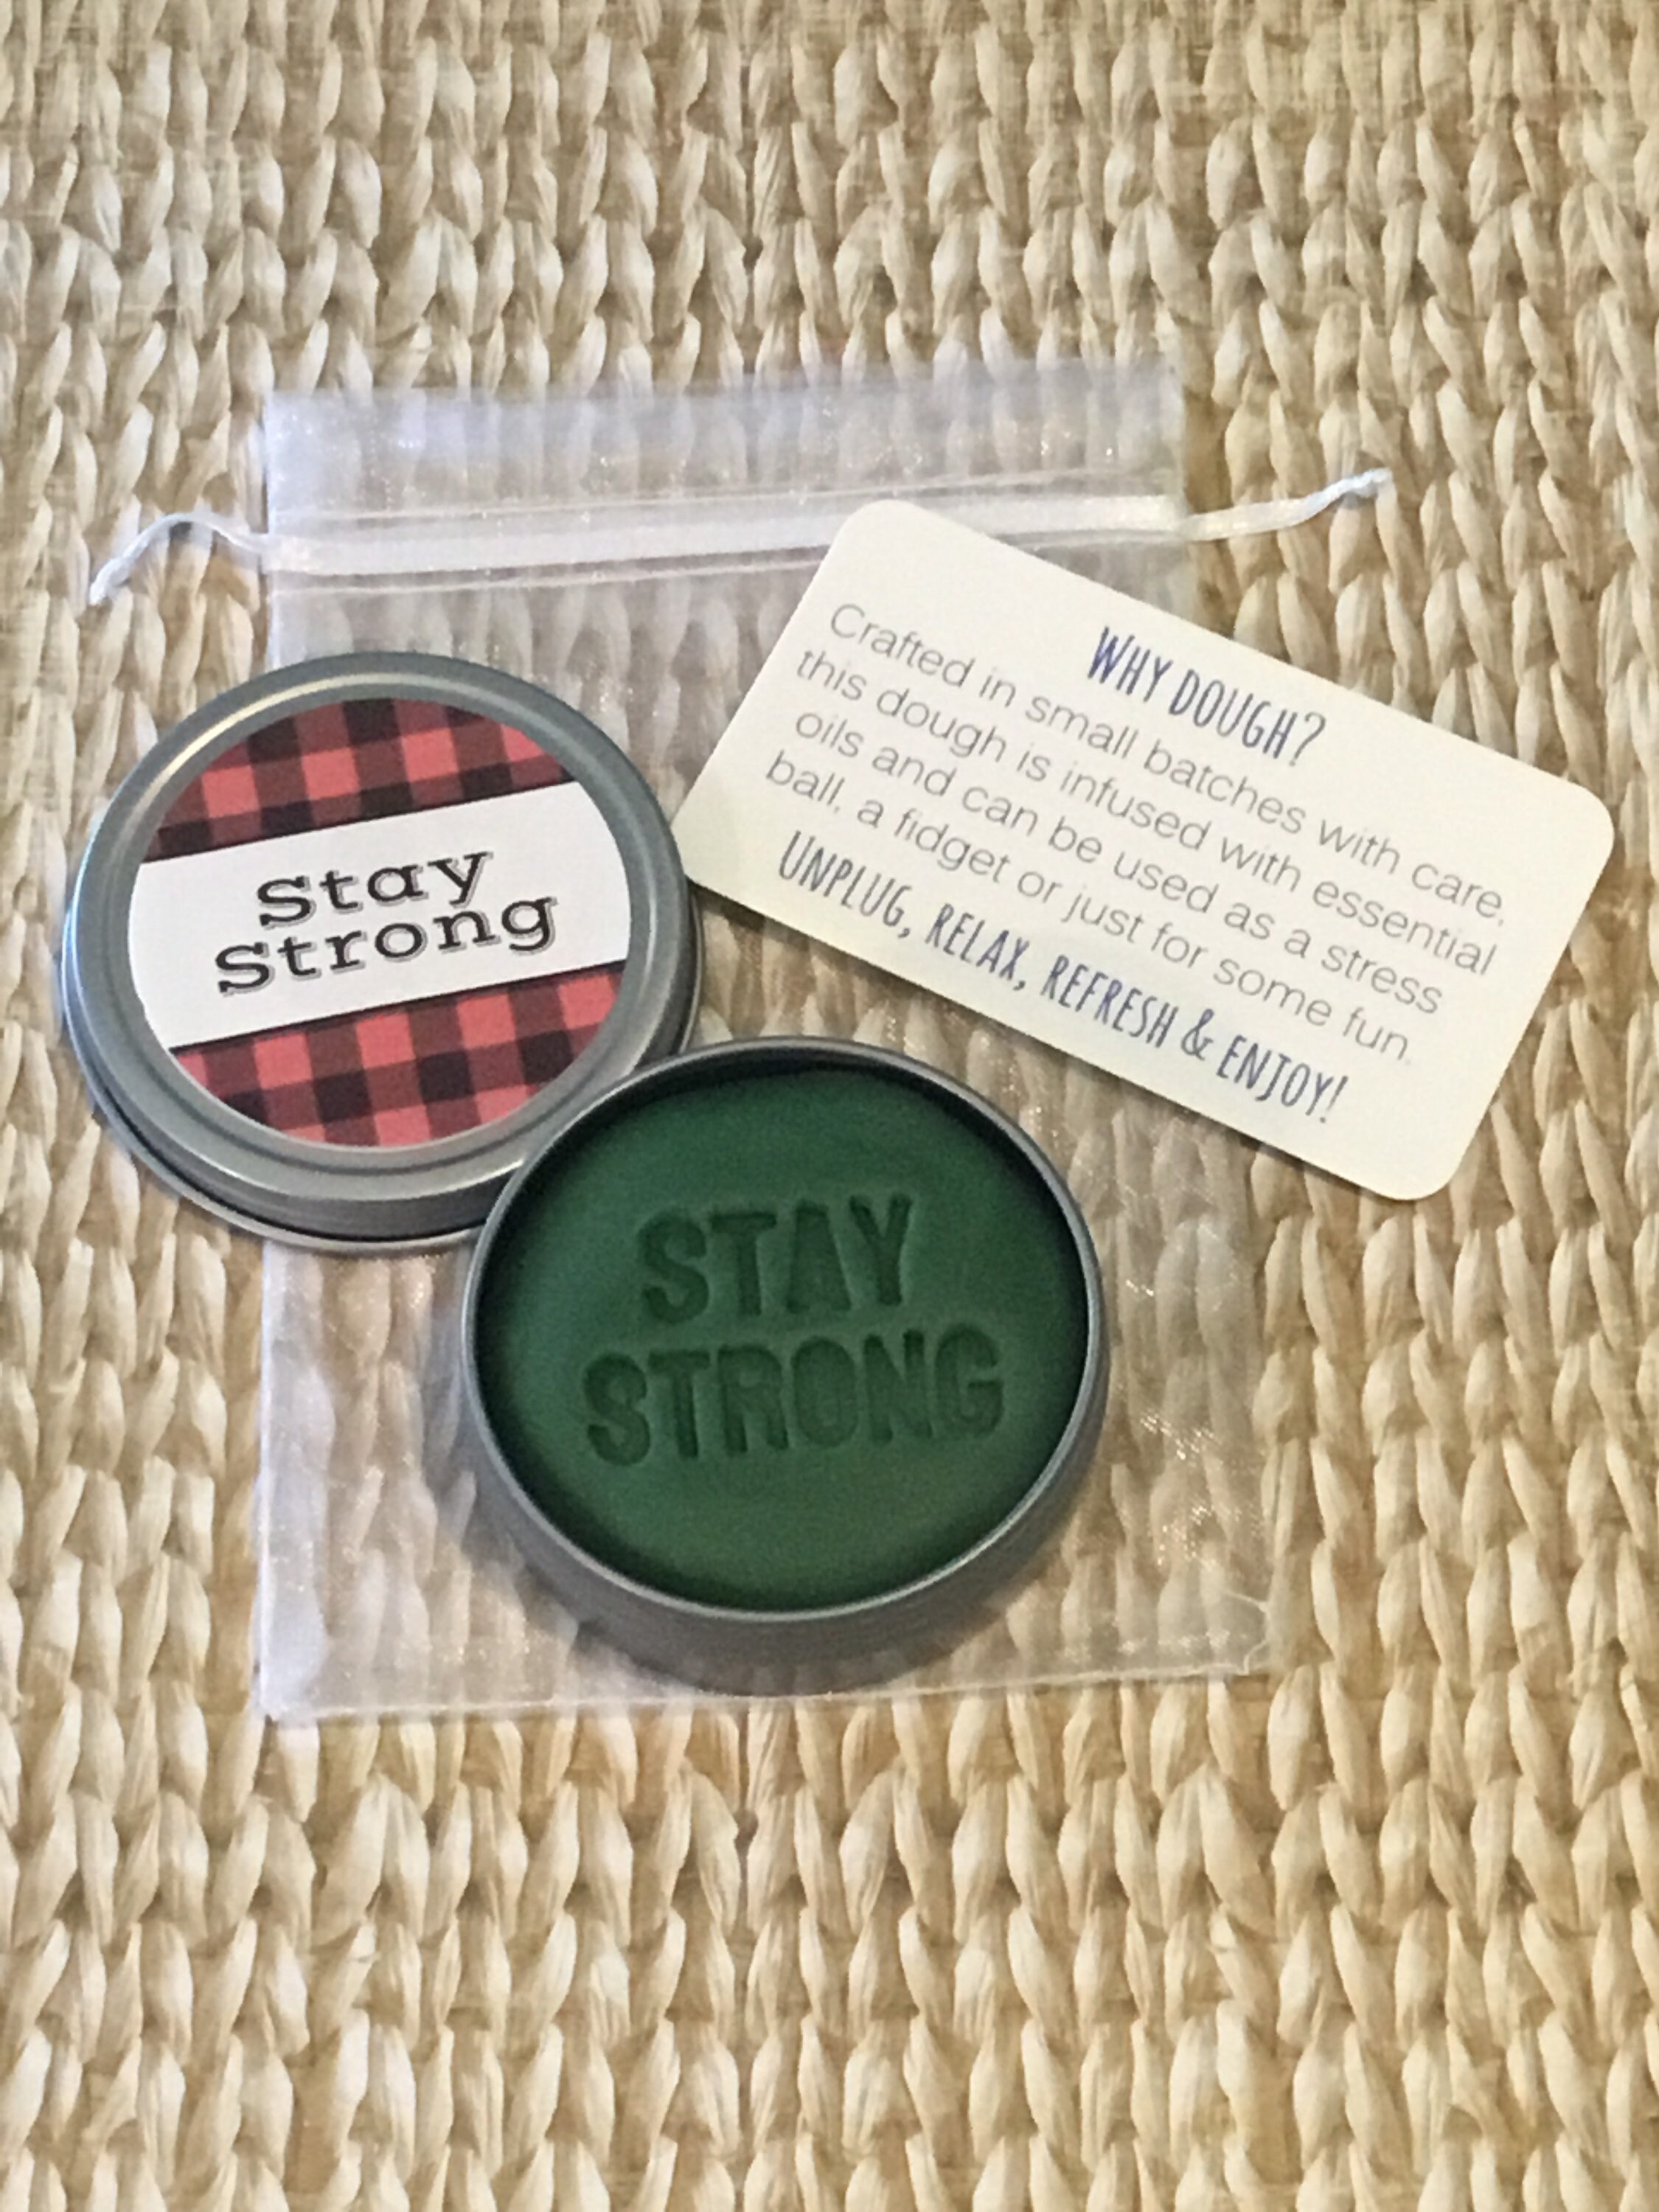 Stay
Strong
WHY DOUGH?
Crafted in small batches with care,
this dough is infused with essential
oils and can be used as a stress
ball, a fidget or just for some fun.
UNPLUG, RELAX, REFRESH & ENJOY!
STAY
STRONG